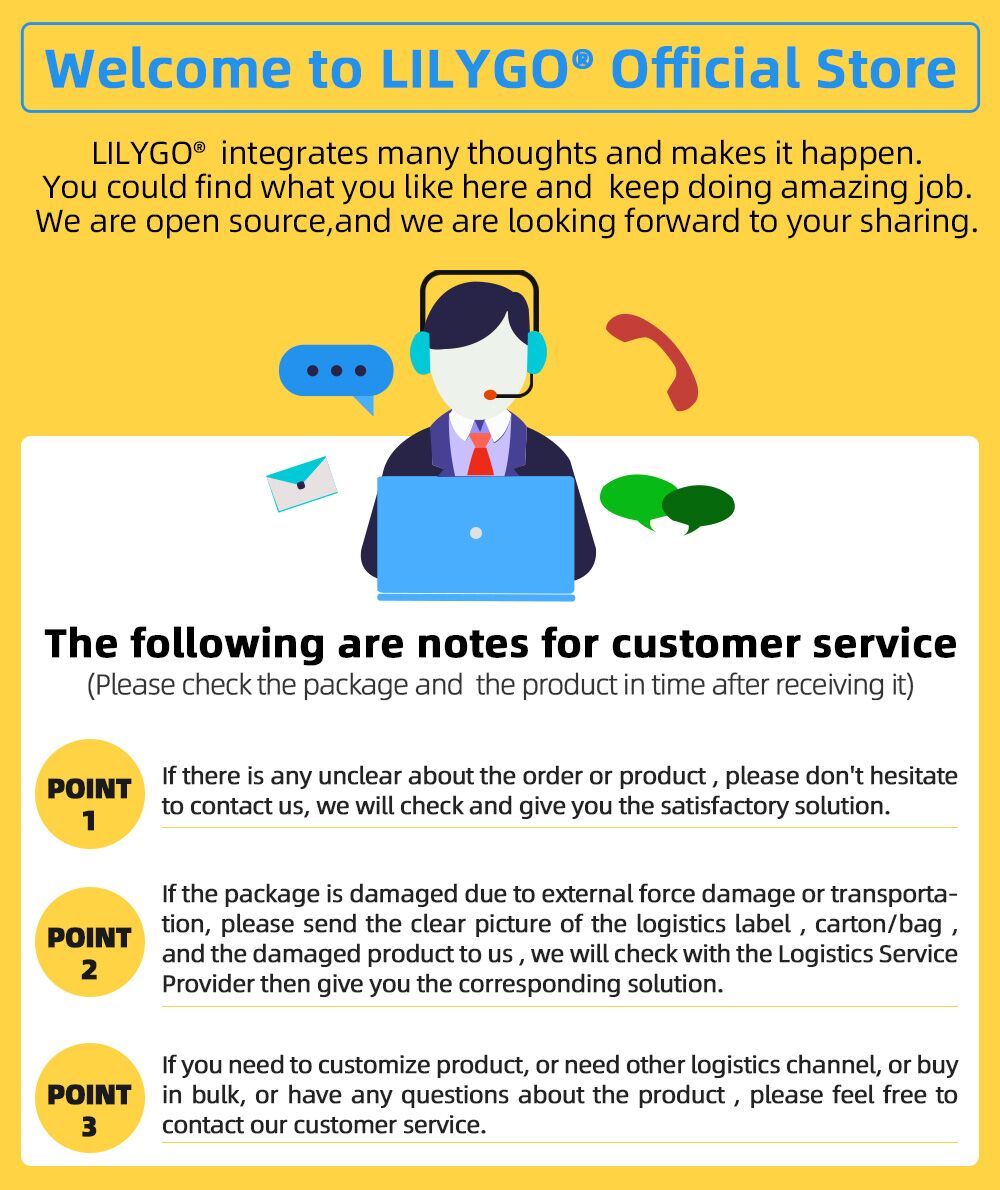 Welcome to LILYGO® Official Store
LILYGO® integrates many thoughts and makes it happen.
You could find what you like here and keep doing amazing job.
We are open source,and we are looking forward to your sharing.
The following are notes for customer service
(Please check the package and the product in time after receiving it)
POINT
1
If there is any unclear about the order or product , please don't hesitate
to contact us, we will check and give you the satisfactory solution.
POINT
2
If the package is damaged due to external force damage or transporta-
tion, please send the clear picture of the logistics label , carton/bag ,
and the damaged product to us , we will check with the Logistics Service
Provider then give you the corresponding solution.
POINT
3
If you need to customize product, or need other logistics channel, or buy
in bulk, or have any questions about the product , please feel free to
contact our customer service.